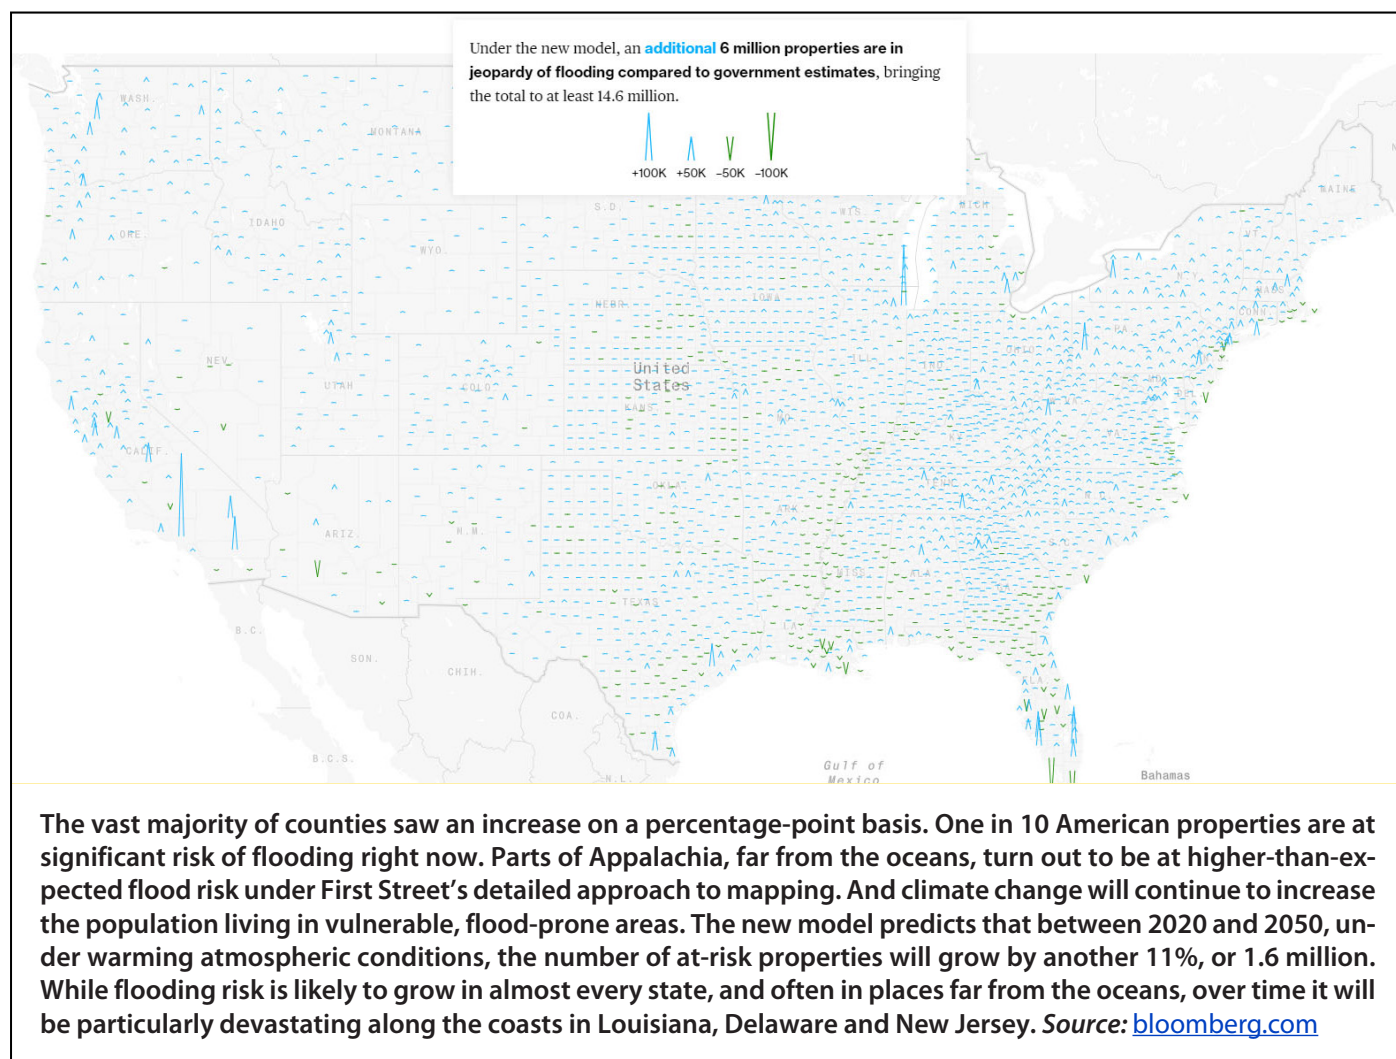 Under the new model, an additional 6 million properties are in
jeopardy of flooding compared to government estimates, bringing
the total to at least 14.6 million.
+100K +50K −50K −100K
WASH.
MONTANA
MAINE
S.D.
WIS.
MICH
IDAHO
ORE.
WYO.
VT.
N.Y.
MASS
NEBR.
IOWA
CONN
PA.
OHIO
NEV.
ILL.
IND.
United
States
UTAH
COLO.
MD.
DEL.
KANS.
MO.
W.VA.
KY.
VA.
CALIF.
OKLA.
TENN.
N.C.
ARK.
ARIZ.
N.M.
S.C.
MISS.
ALA.
GA.
TEXAS
LA.
B.C.
SON.
CHIH.
FLA.
COA.
B.C.S.
N.L.
Gulf of
Mexico
Bahamas
The vast majority of counties saw an increase on a percentage-point basis. One in 10 American properties are at
significant risk of flooding right now. Parts of Appalachia, far from the oceans, turn out to be at higher-than-ex-
pected flood risk under First Street’s detailed approach to mapping. And climate change will continue to increase
the population living in vulnerable, flood-prone areas. The new model predicts that between 2020 and 2050, un-
der warming atmospheric conditions, the number of at-risk properties will grow by another 11%, or 1.6 million.
While flooding risk is likely to grow in almost every state, and often in places far from the oceans, over time it will
be particularly devastating along the coasts in Louisiana, Delaware and New Jersey. Source: bloomberg.com